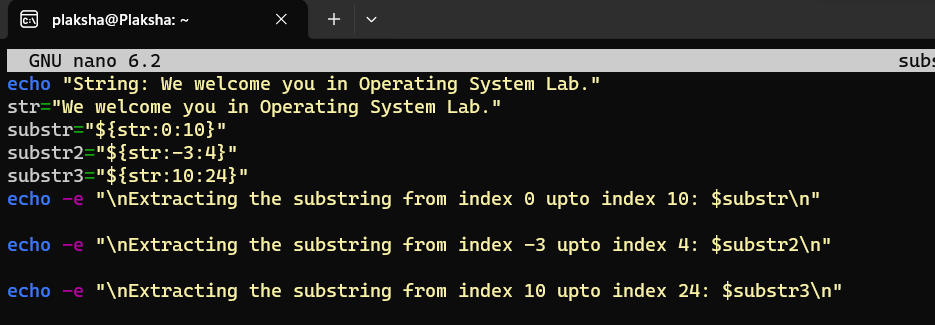 plaksha@Plaksha: ~
GNU nano 6.2 subs
echo "String: We welcome you in Operating System Lab."
str="We welcome you in Operating System Lab."
substr="${str:0:10}"
substr2="${str:-3:4}"
substr3="${str:10:24}"
echo -e "\nExtracting the substring from index 0 upto index 10: $substr\n"
echo -e "\nExtracting the substring from index -3 upto index 4: $substr2\n"
echo -e "\nExtracting the substring from index 10 upto index 24: $substr3\n"